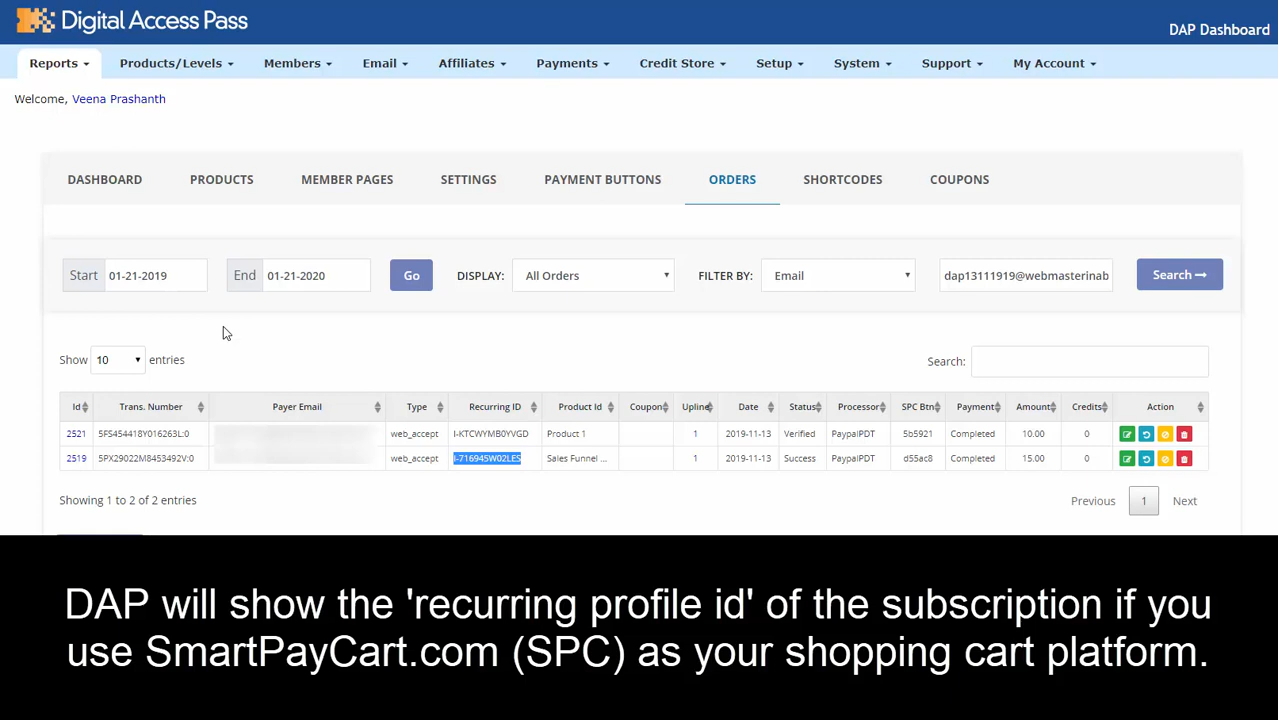 Digital Access Pass
DAP Dashboard
Reports Products/Levels Members Email Affiliates Payments Credit Store Setup System Support My Account
Welcome, Veena Prashanth
DASHBOARD PRODUCTS MEMBER PAGES SETTINGS PAYMENT BUTTONS ORDERS SHORTCODES COUPONS
Start 01-21-2019 End 01-21-2020 Go DISPLAY: All Orders FILTER BY: Email dap13111919@webmasterinab Search
Show 10 entries Search:
Id Trans. Number Payer Email Type Recurring ID Product Id Coupon Upline Date Status Processor SPC Btn Payment Amount Credits Action
2521 5FS454418Y016263L:0 web_accept I-KTCWYMB0YVGD Product 1 1 2019-11-13 Verified PaypalPDT 5b5921 Completed 10.00 0
2519 5PX29022M8453492V:0 web_accept I-716945W02LES Sales Funnel ... 1 2019-11-13 Success PaypalPDT d55ac8 Completed 15.00 0
Showing 1 to 2 of 2 entries Previous 1 Next
DAP will show the 'recurring profile id' of the subscription if you
use SmartPayCart.com (SPC) as your shopping cart platform.